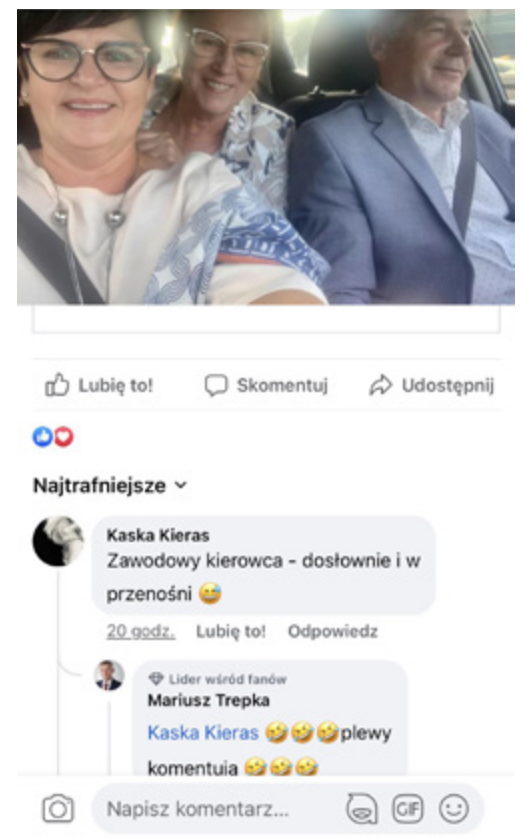 Lubię to!
Skomentuj
Udostępnij
Najtrafniejsze
Kaska Kieras
Zawodowy kierowca - dosłownie i w
przenośni 😅
20 godz. Lubię to! Odpowiedz
Lider wśród fanów
Mariusz Trepka
Kaska Kieras 🤣🤣🤣plewy
komentują 🤣🤣🤣
Napisz komentarz...
GIF